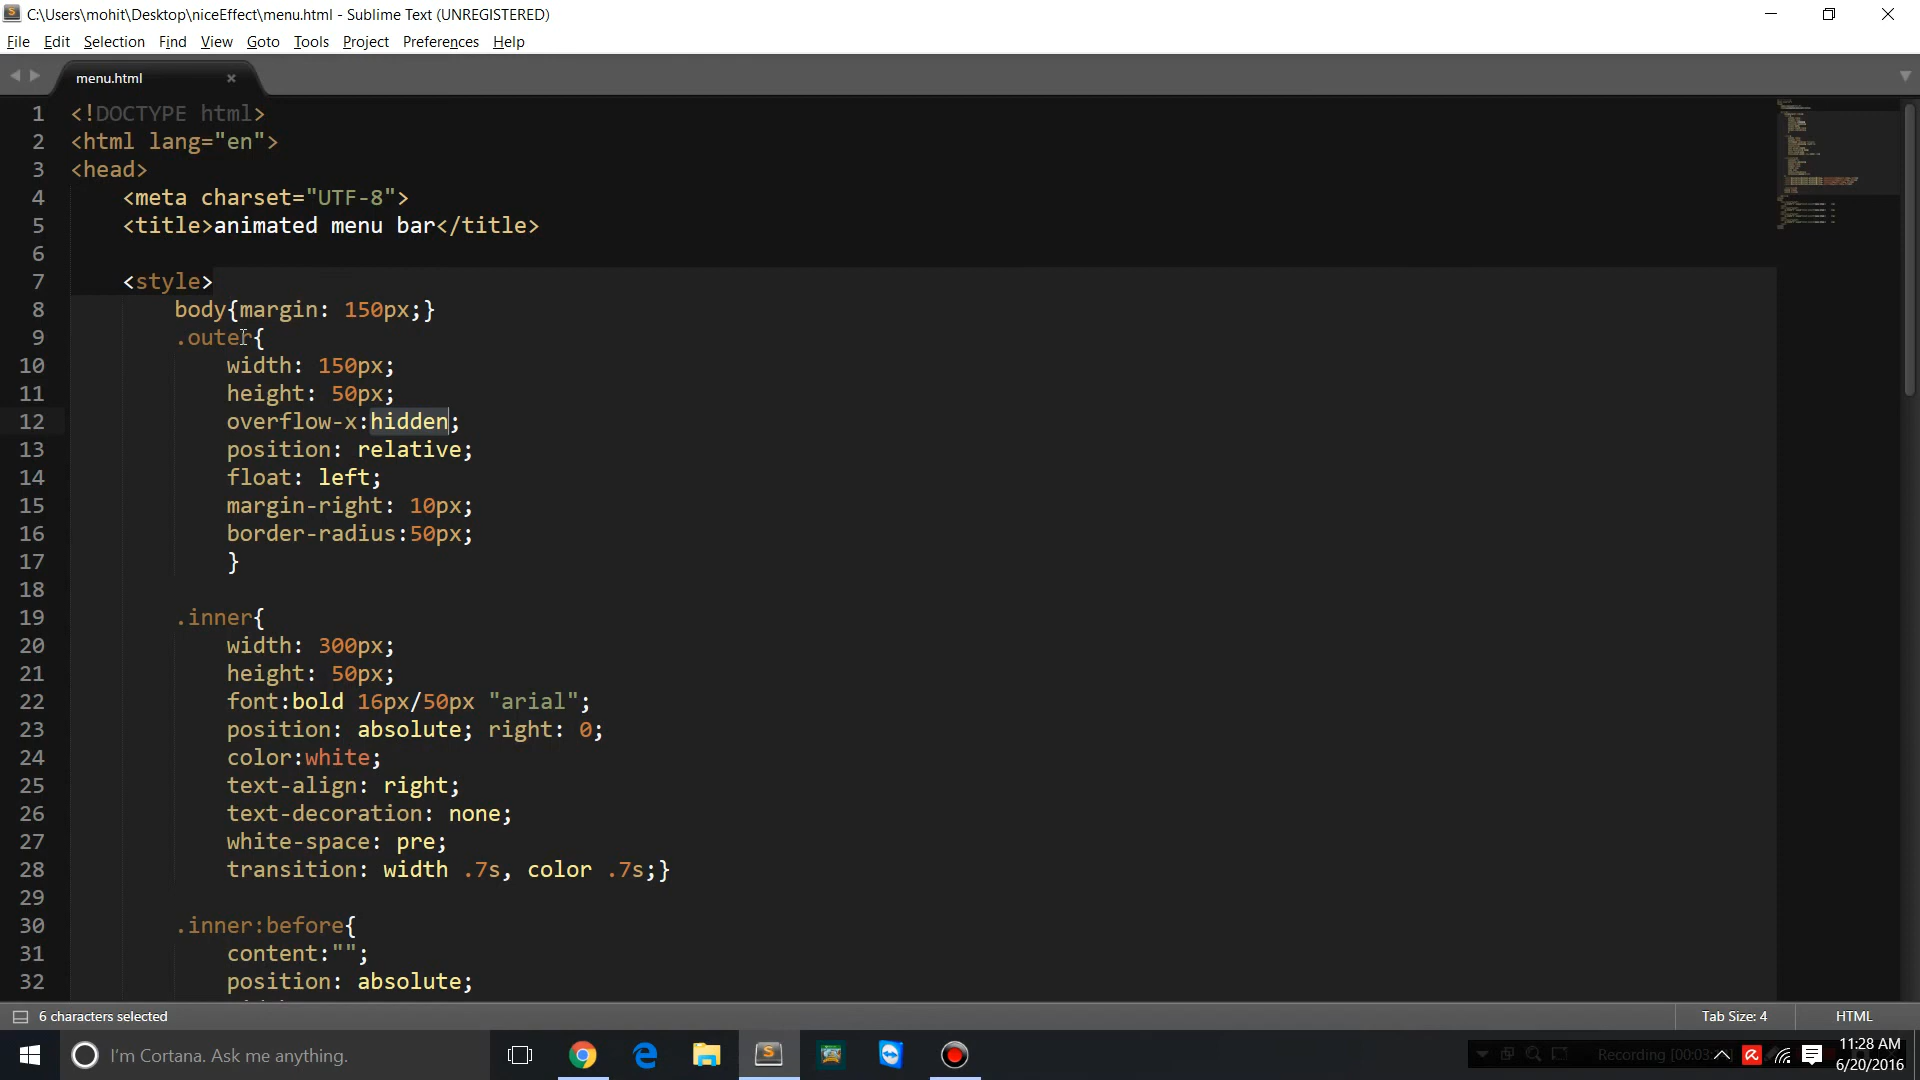 C:\Users\mohit\Desktop\niceEffect\menu.html - Sublime Text (UNREGISTERED)
File Edit Selection Find View Goto Tools Project Preferences Help
menu.html
1 <!DOCTYPE html>
2 <html lang="en">
3 <head>
4 <meta charset="UTF-8">
5 <title>animated menu bar</title>
6
7 <style>
8 body{margin: 150px;}
9 .outer{
10 width: 150px;
11 height: 50px;
12 overflow-x:hidden;
13 position: relative;
14 float: left;
15 margin-right: 10px;
16 border-radius:50px;
17 }
18
19 .inner{
20 width: 300px;
21 height: 50px;
22 font:bold 16px/50px "arial";
23 position: absolute; right: 0;
24 color:white;
25 text-align: right;
26 text-decoration: none;
27 white-space: pre;
28 transition: width .7s, color .7s;}
29
30 .inner:before{
31 content:"";
32 position: absolute;
6 characters selected Tab Size: 4 HTML
I'm Cortana. Ask me anything.
Recording [00:03:
11:28 AM
6/20/2016